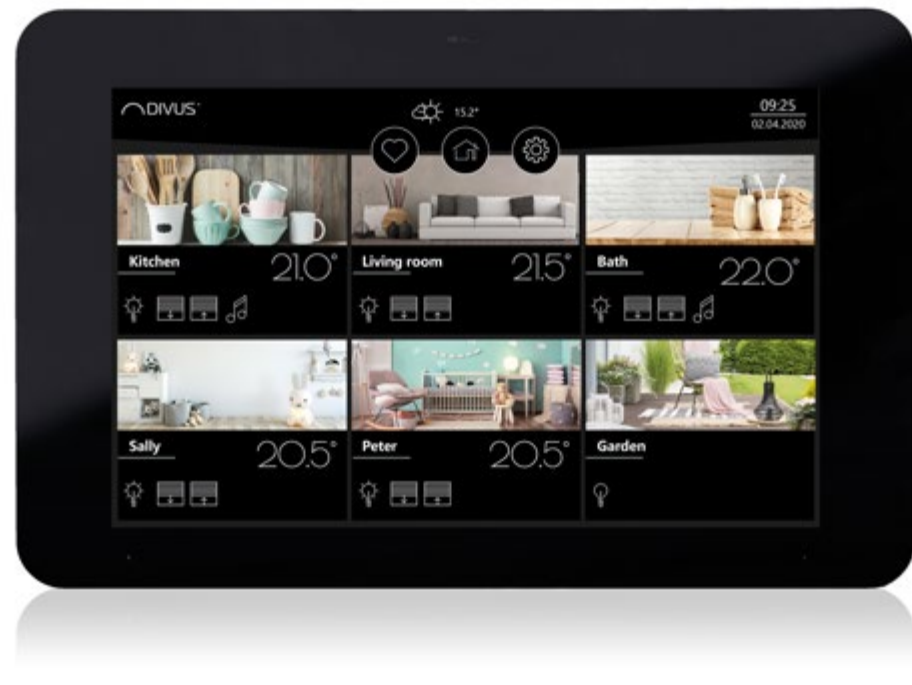 DIVUS
15.2°
09:25
02.04.2020
Kitchen 21.0°
Living room 21.5°
Bath 22.0°
Sally 20.5°
Peter 20.5°
Garden